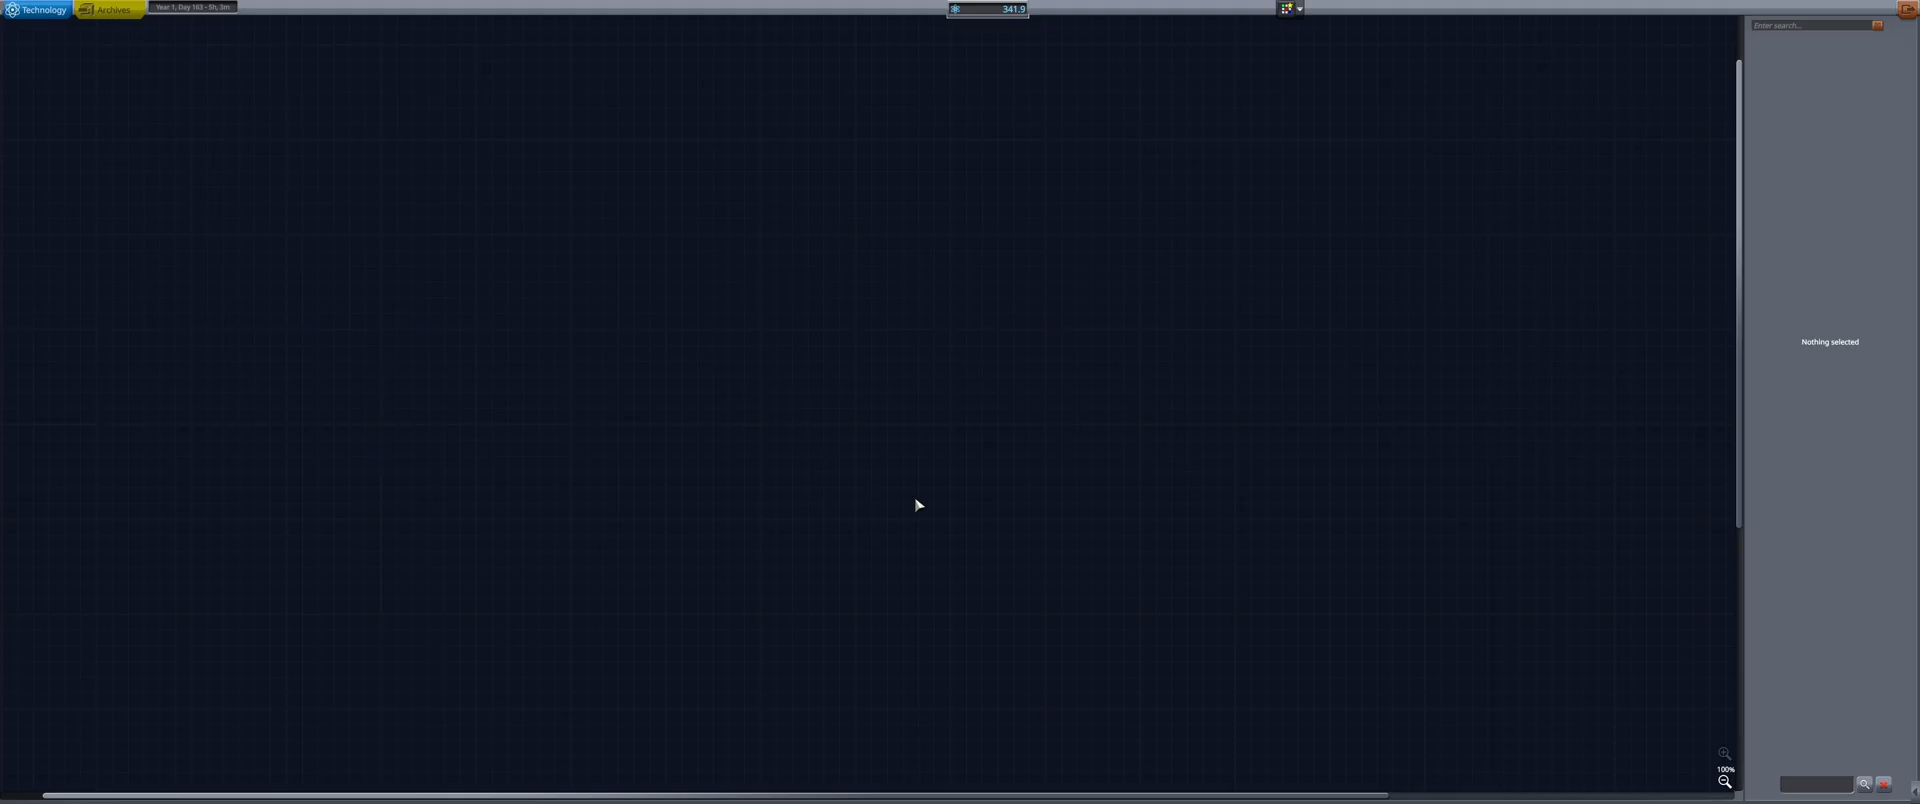 Technology
Archives
Year 1, Day 163 - 5h, 3m
341.9
Enter search...
Nothing selected
100%